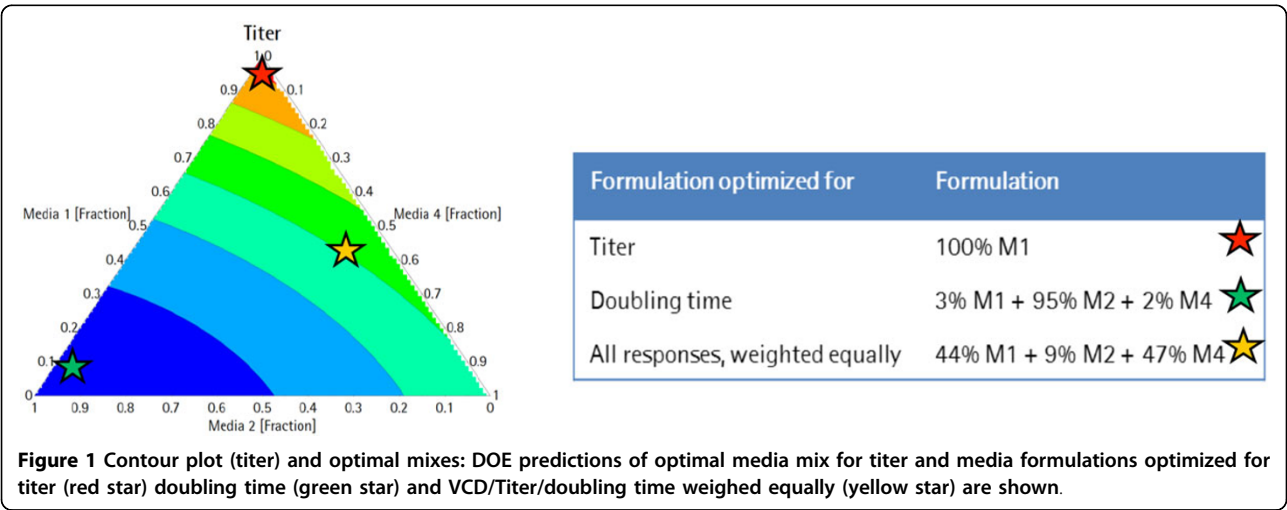 Titer
1.0
0.9 0.1
0.8 0.2
0.7 0.3
0.6 0.4
Media 1 [Fraction] Media 4 [Fraction]
0.5 0.5
0.4 0.6
0.3 0.7
0.2 0.8
0.1 0.9
0 1
1 0.9 0.8 0.7 0.6 0.5 0.4 0.3 0.2 0.1 0
Media 2 [Fraction]
Formulation optimized for Formulation
Titer 100% M1
Doubling time 3% M1 + 95% M2 + 2% M4
All responses, weighted equally 44% M1 + 9% M2 + 47% M4
Figure 1 Contour plot (titer) and optimal mixes: DOE predictions of optimal media mix for titer and media formulations optimized for
titer (red star) doubling time (green star) and VCD/Titer/doubling time weighed equally (yellow star) are shown.